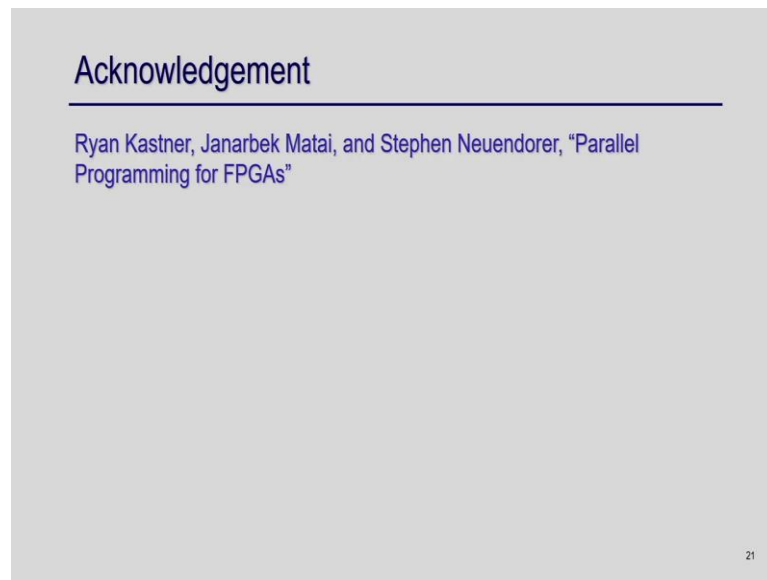 Acknowledgement
Ryan Kastner, Janarbek Matai, and Stephen Neuendorer, “Parallel
Programming for FPGAs”
21